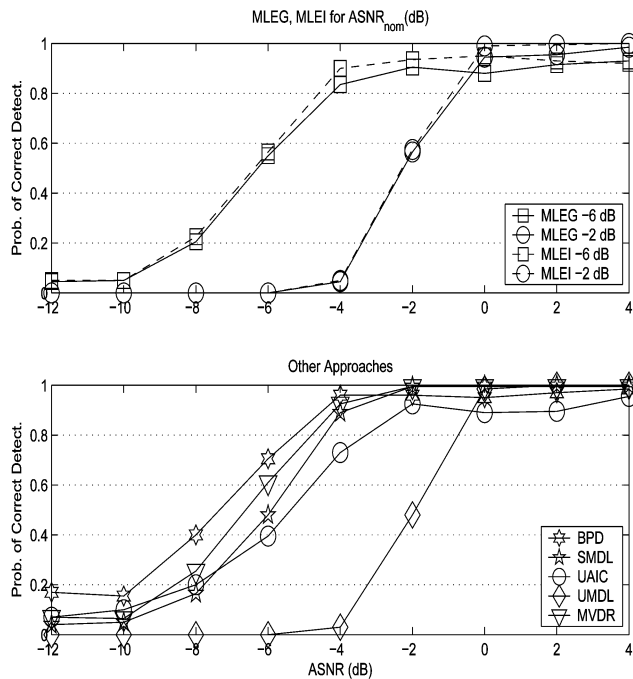 MLEG, MLEI for ASNRnom(dB)
1
0.8
0.6
0.4
0.2
0
Prob. of Correct Detect.
MLEG −6 dB
MLEG −2 dB
MLEI −6 dB
MLEI −2 dB
−12 −10 −8 −6 −4 −2 0 2 4
Other Approaches
1
0.8
0.6
0.4
0.2
0
Prob. of Correct Detect.
BPD
SMDL
UAIC
UMDL
MVDR
−12 −10 −8 −6 −4 −2 0 2 4
ASNR (dB)